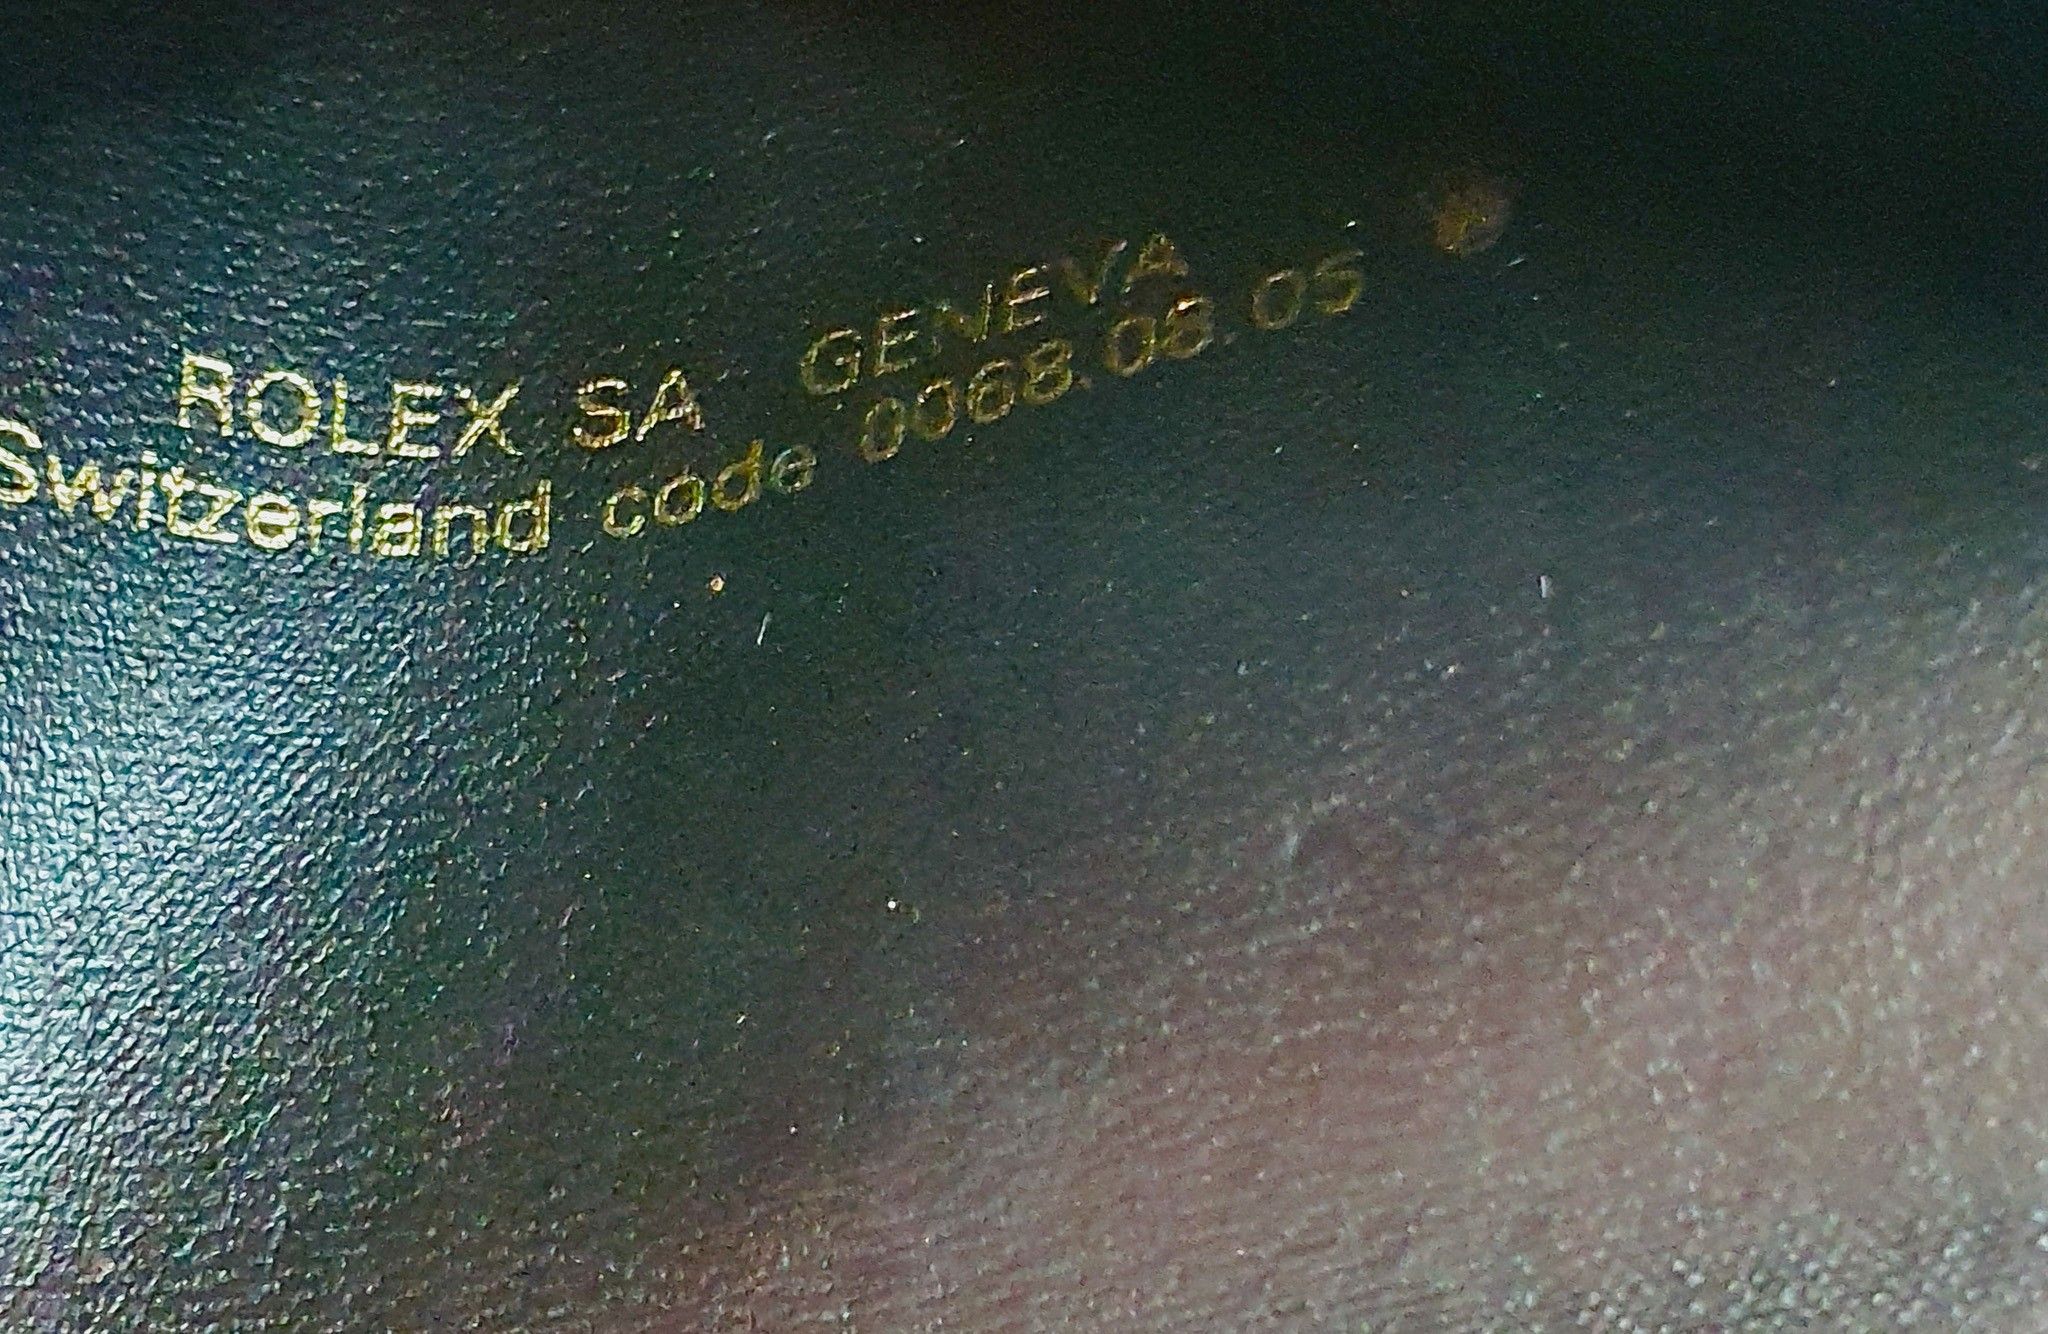 ROLEX SA GENEVA
Switzerland code 0068.08.05